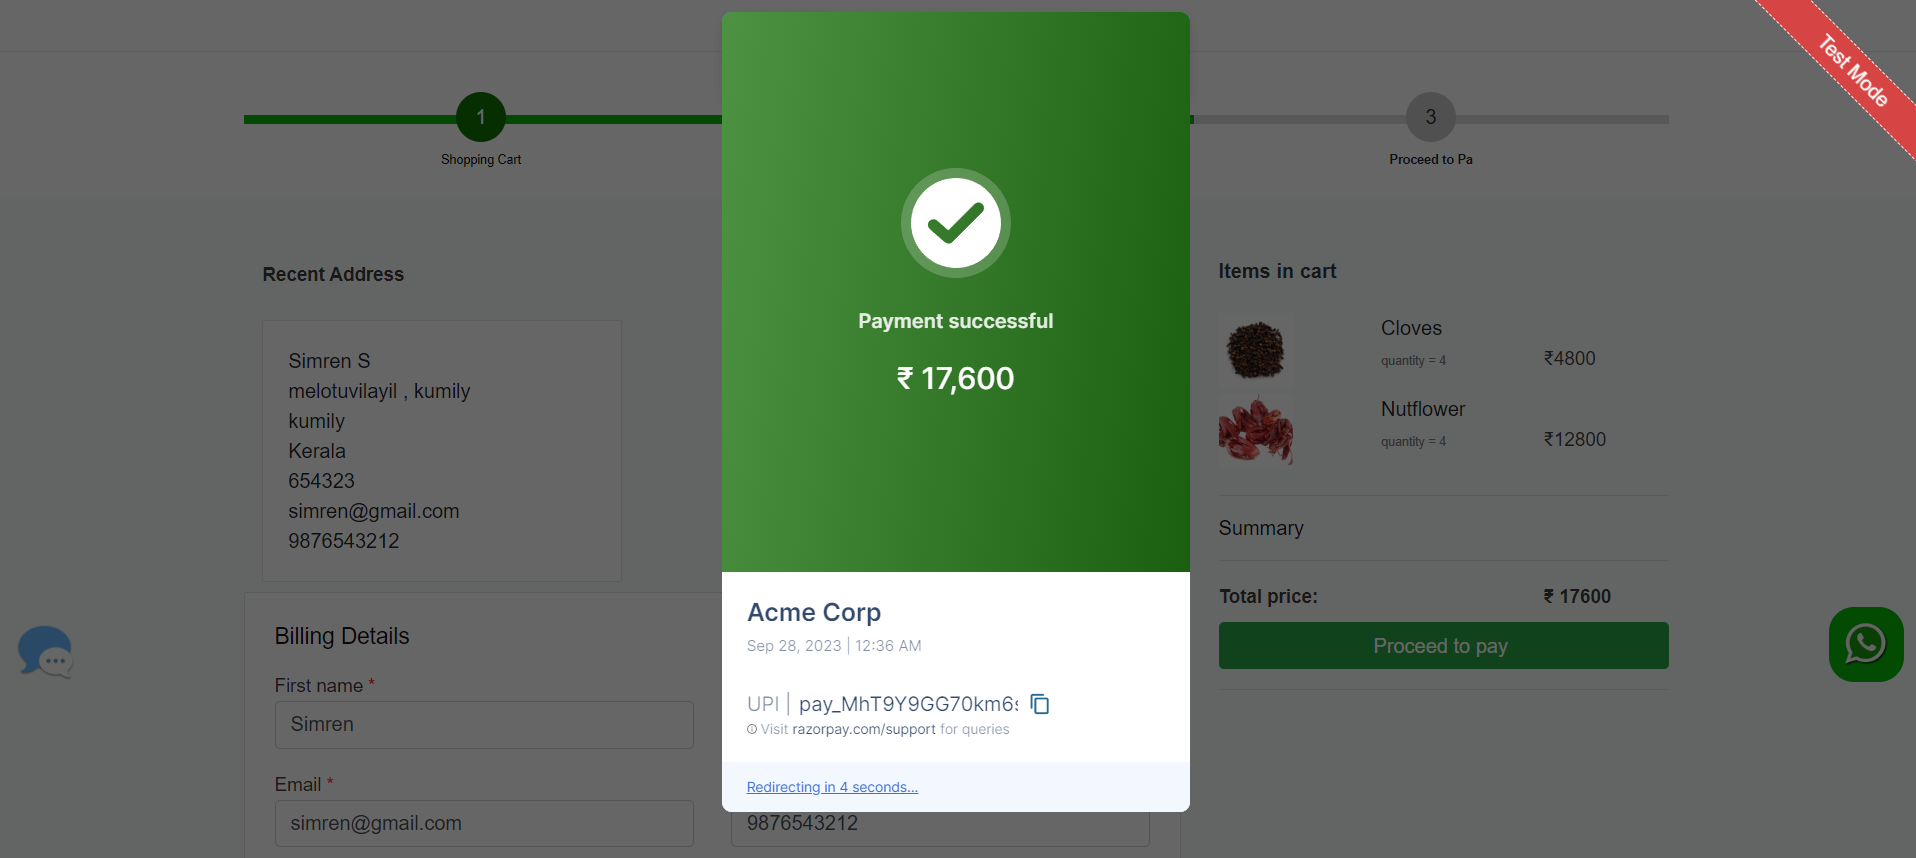 Test Mode
1
3
Shopping Cart
Proceed to Pa
Recent Address
Simren S
melotuvilayil , kumily
kumily
Kerala
654323
simren@gmail.com
9876543212
Billing Details
First name *
Simren
Email *
simren@gmail.com
9876543212
Payment successful
₹ 17,600
Acme Corp
Sep 28, 2023 | 12:36 AM
UPI | pay_MhT9Y9GG70km6s
Visit razorpay.com/support for queries
Redirecting in 4 seconds...
Items in cart
Cloves
quantity = 4 ₹4800
Nutflower
quantity = 4 ₹12800
Summary
Total price: ₹ 17600
Proceed to pay